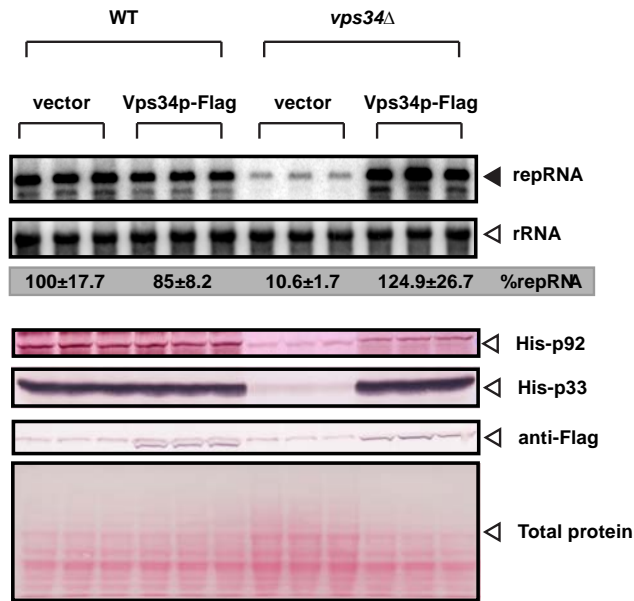 WT vps34Δ
vector Vps34p-Flag vector Vps34p-Flag
repRNA
rRNA
100±17.7 85±8.2 10.6±1.7 124.9±26.7 %repRNA
His-p92
His-p33
anti-Flag
Total protein